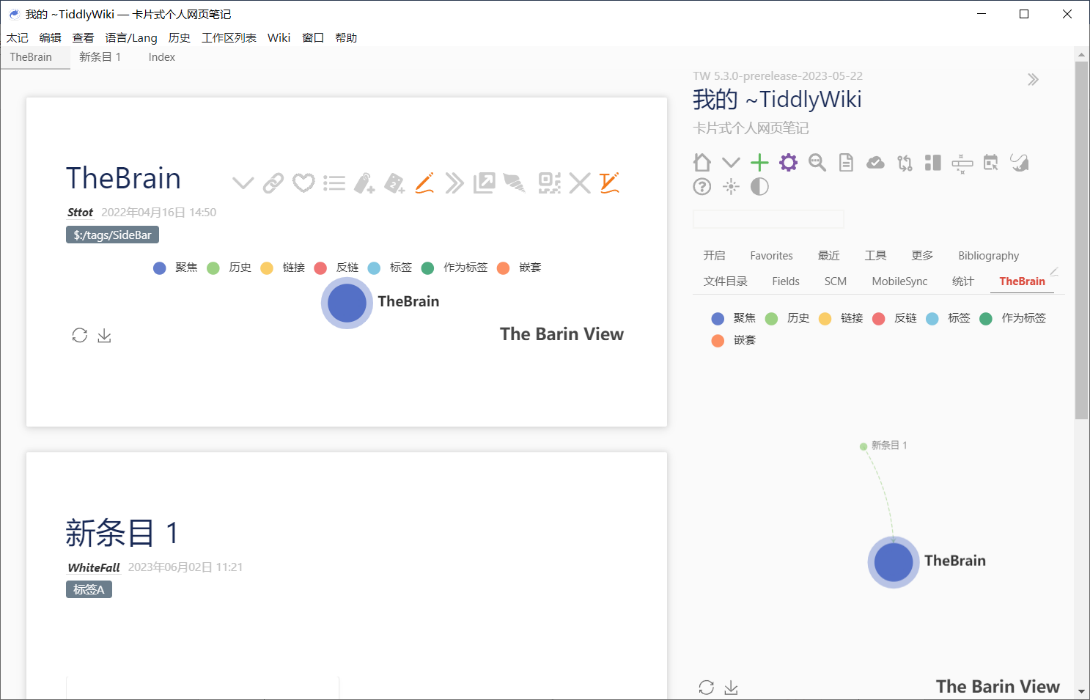 我的 ~TiddlyWiki — 卡片式个人网页笔记
太记 编辑 查看 语言/Lang 历史 工作区列表 Wiki 窗口 帮助
TheBrain 新条目 1 Index
TheBrain
Sttot 2022年04月16日 14:50
$:/tags/SideBar
聚焦 历史 链接 反链 标签 作为标签 嵌套
TheBrain
The Barin View
新条目 1
WhiteFall 2023年06月02日 11:21
标签A
TW 5.3.0-prerelease-2023-05-22
我的 ~TiddlyWiki
卡片式个人网页笔记
开启 Favorites 最近 工具 更多 Bibliography
文件目录 Fields SCM MobileSync 统计 TheBrain
聚焦 历史 链接 反链 标签 作为标签
嵌套
新条目 1
TheBrain
The Barin View